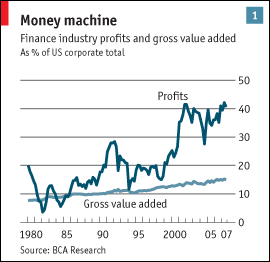 Money machine
1
Finance industry profits and gross value added
As % of US corporate total
50
Profits
40
30
20
10
Gross value added
0
1980 85 90 95 2000 05 07
Source: BCA Research